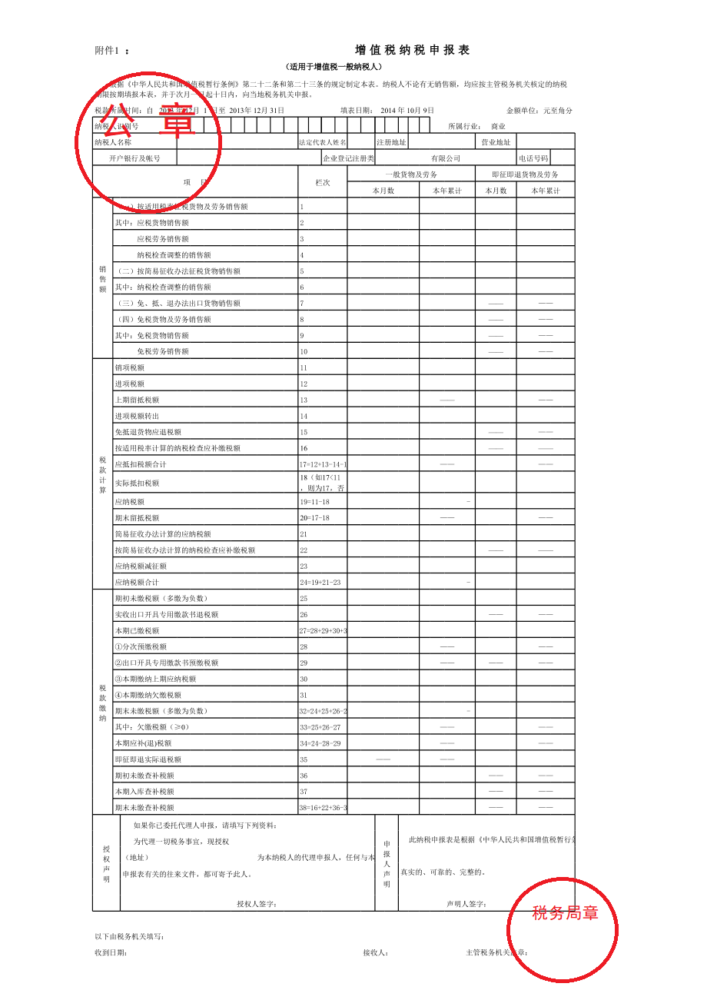 附件1 ：
增值税纳税申报表
（适用于增值税一般纳税人）
根据《中华人民共和国增值税暂行条例》第二十二条和第二十三条的规定制定本表。纳税人不论有无销售额，均应按主管税务机关核定的纳税
期限按期填报本表，并于次月一日起十日内，向当地税务机关申报。
税款所属时间：自 年 12月 1 日至 2013年 12月 31日 填表日期： 2014 年 10月 9日 金额单位：元至角分
公 章
纳税人识别号 所属行业： 商业
纳税人名称 法定代表人姓名 注册地址 营业地址
开户银行及帐号 企业登记注册类 有限公司 电话号码
项 目 栏次 一般货物及劳务 即征即退货物及劳务
本月数 本年累计 本月数 本年累计
销售额
（一）按适用税率征税货物及劳务销售额 1
其中：应税货物销售额 2
应税劳务销售额 3
纳税检查调整的销售额 4
（二）按简易征收办法征税货物销售额 5
其中：纳税检查调整的销售额 6
（三）免、抵、退办法出口货物销售额 7 —— ——
（四）免税货物及劳务销售额 8 —— ——
其中：免税货物销售额 9 —— ——
免税劳务销售额 10 —— ——
税款计算
销项税额 11
进项税额 12
上期留抵税额 13 —— ——
进项税额转出 14
免抵退货物应退税额 15 —— ——
按适用税率计算的纳税检查应补缴税额 16 —— ——
应抵扣税额合计 17=12+13-14-1 —— ——
实际抵扣税额 18（如17<11
，则为17，否
应纳税额 19=11-18 -
期末留抵税额 20=17-18 —— ——
简易征收办法计算的应纳税额 21
按简易征收办法计算的纳税检查应补缴税额 22 —— ——
应纳税额减征额 23
应纳税额合计 24=19+21-23 -
税款缴纳
期初未缴税额（多缴为负数） 25
实收出口开具专用缴款书退税额 26 —— ——
本期已缴税额 27=28+29+30+3
①分次预缴税额 28 —— ——
②出口开具专用缴款书预缴税额 29 —— —— ——
③本期缴纳上期应纳税额 30
④本期缴纳欠缴税额 31
期末未缴税额（多缴为负数） 32=24+25+26-2 -
其中：欠缴税额（≥0） 33=25+26-27 —— ——
本期应补(退)税额 34=24-28-29 —— ——
即征即退实际退税额 35 —— ——
期初未缴查补税额 36 —— ——
本期入库查补税额 37 —— ——
期末未缴查补税额 38=16+22+36-3 —— ——
授权声明
如果你已委托代理人申报，请填写下列资料：
为代理一切税务事宜，现授权
（地址） 为本纳税人的代理申报人，任何与本
申报表有关的往来文件，都可寄予此人。
授权人签字：
申报人声明
此纳税申报表是根据《中华人民共和国增值税暂行条
真实的、可靠的、完整的。
声明人签字：
税务局章
以下由税务机关填写：
收到日期： 接收人： 主管税务机关盖章：